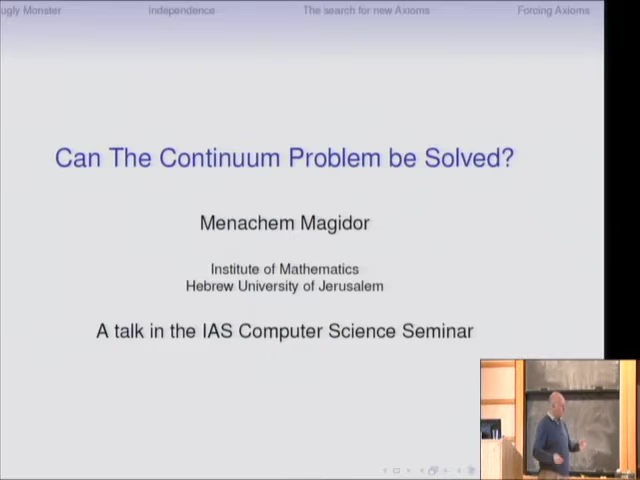 ugly Monster Independence The search for new Axioms Forcing Axioms
Can The Continuum Problem be Solved?
Menachem Magidor
Institute of Mathematics
Hebrew University of Jerusalem
A talk in the IAS Computer Science Seminar